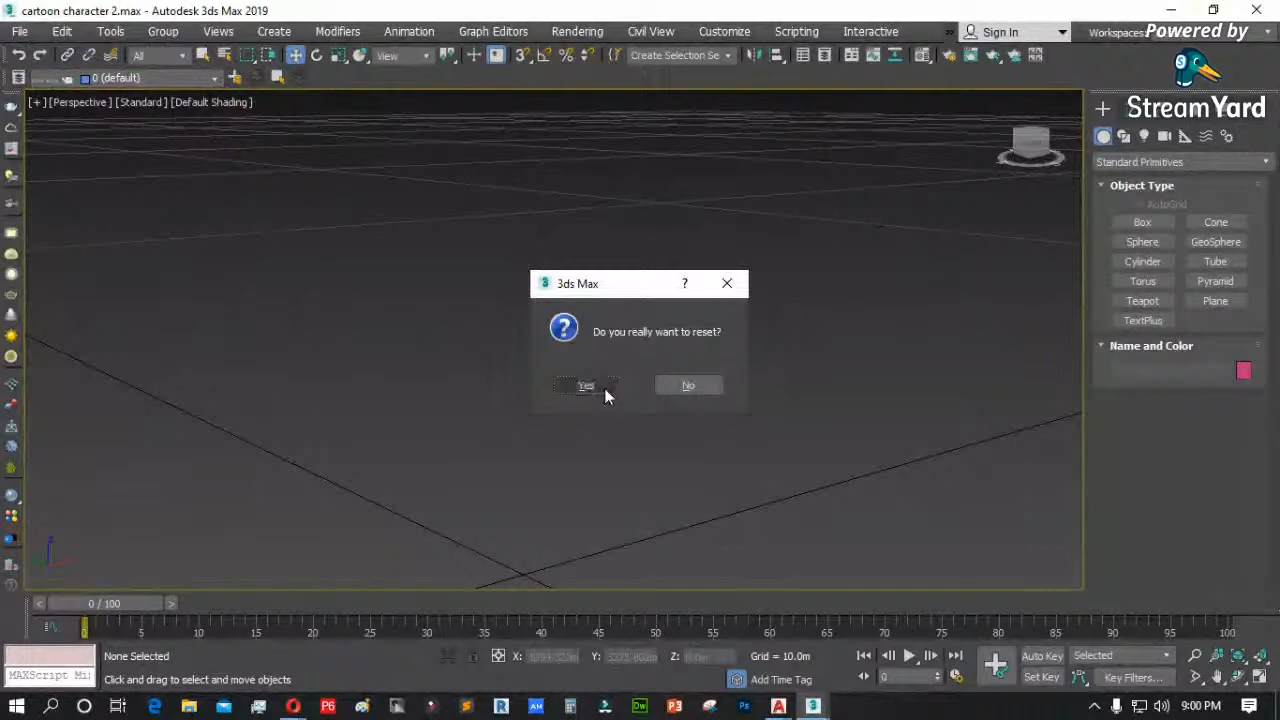 cartoon character 2.max - Autodesk 3ds Max 2019
File Edit Tools Group Views Create Modifiers Animation Graph Editors Rendering Civil View Customize Scripting Interactive Sign In Workspaces
Powered by
StreamYard
All View Create Selection Se
0 (default)
[+] [Perspective] [Standard] [Default Shading]
Standard Primitives
Object Type
AutoGrid
Box Cone
Sphere GeoSphere
Cylinder Tube
Torus Pyramid
Teapot Plane
TextPlus
Name and Color
3ds Max ?
Do you really want to reset?
Yes No
z
< 0 / 100 >
0 5 10 15 20 25 30 35 40 45 50 55 60 65 70 75 80 85 90 95 100
None Selected X: Y: Z: Grid = 10.0m Auto Key Selected
MAXScript Mi Click and drag to select and move objects Add Time Tag 0 Set Key Key Filters...
9:00 PM